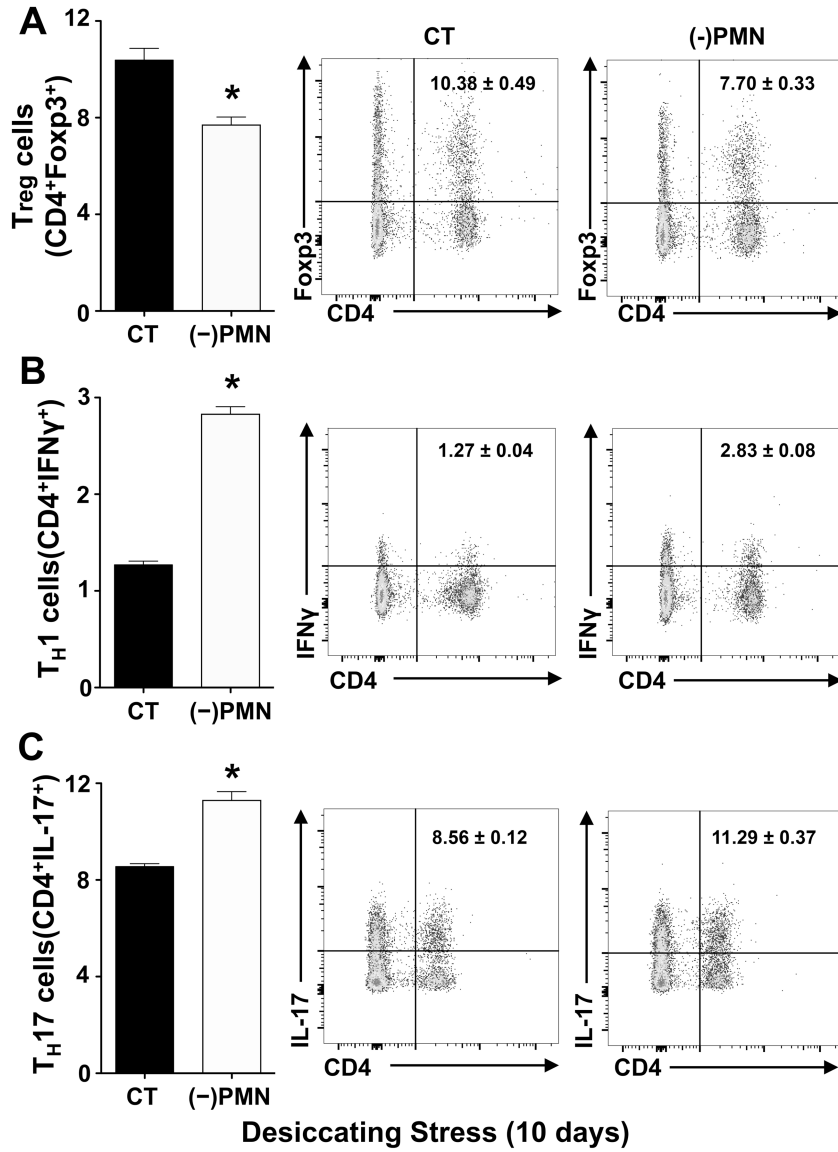 A
Treg cells
(CD4+Foxp3+)
12
8
4
0
*
CT
(−)PMN
CT
10.38 ± 0.49
Foxp3
CD4
(-)PMN
7.70 ± 0.33
Foxp3
CD4
B
TH1 cells(CD4+IFNγ+)
3
2
1
0
*
CT
(−)PMN
1.27 ± 0.04
IFNγ
CD4
2.83 ± 0.08
IFNγ
CD4
C
TH17 cells(CD4+IL-17+)
12
8
4
0
*
CT
(−)PMN
8.56 ± 0.12
IL-17
CD4
11.29 ± 0.37
IL-17
CD4
Desiccating Stress (10 days)